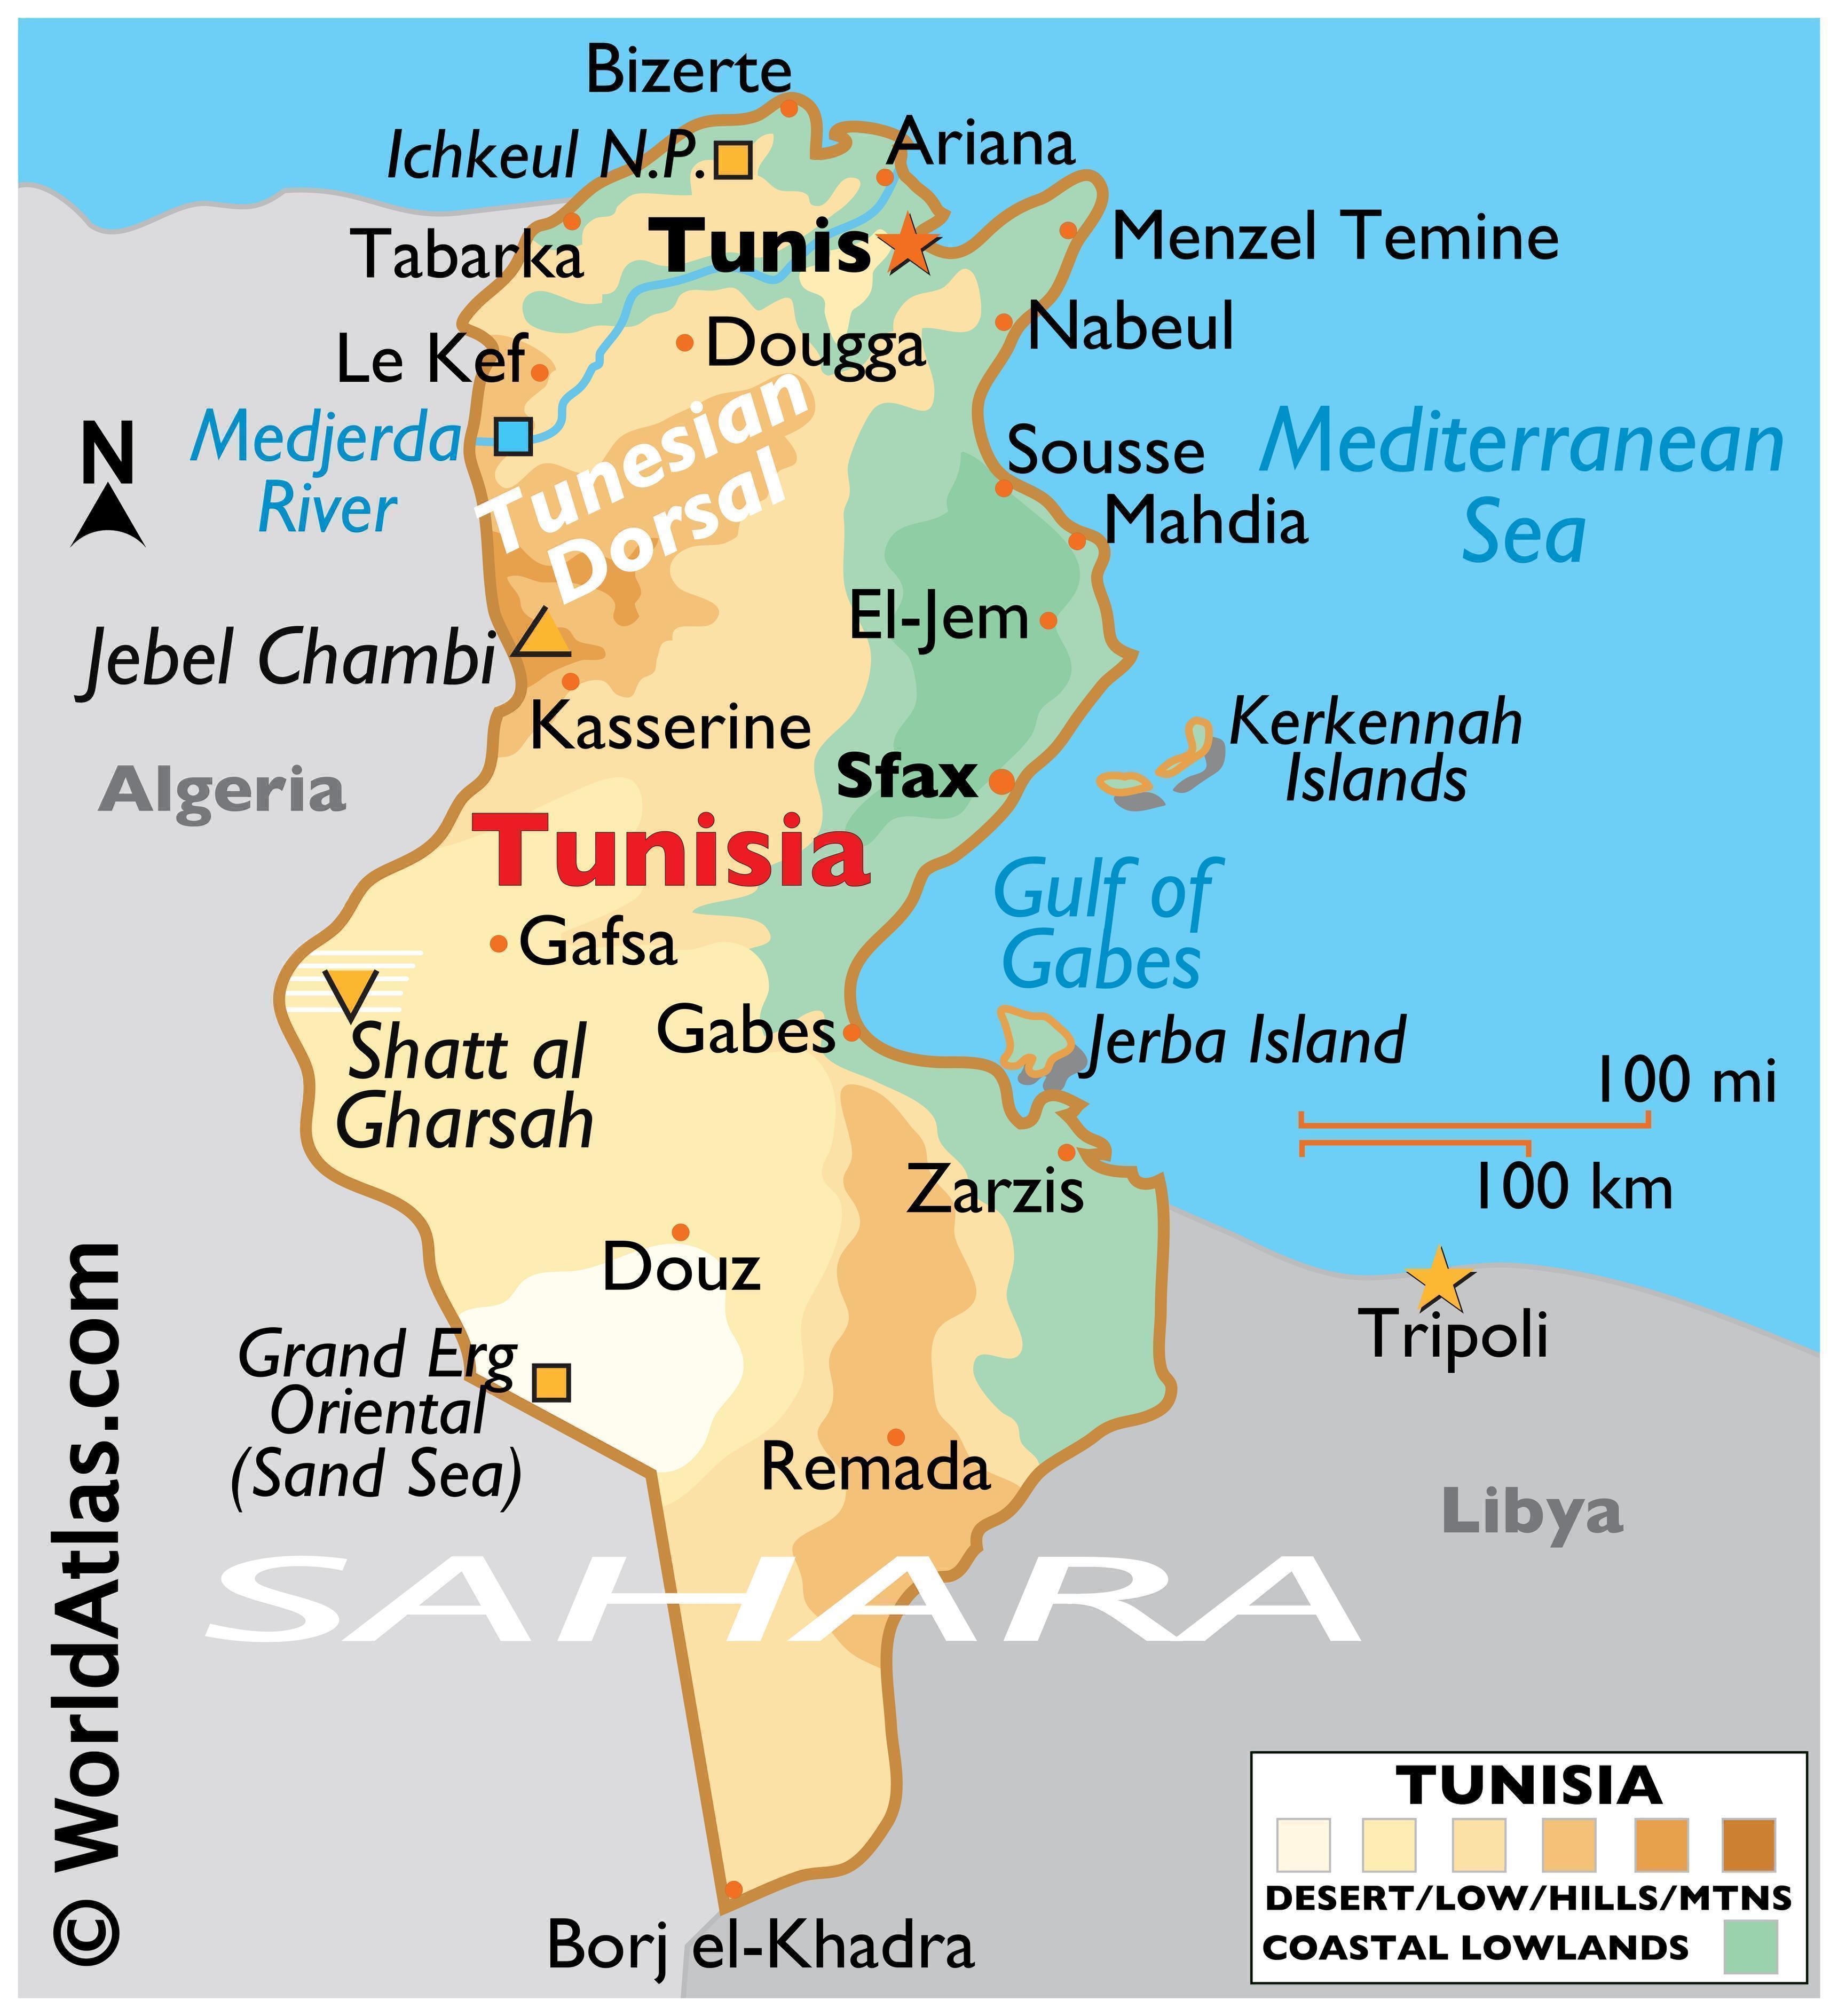 Bizerte
Ichkeul N.P.
Ariana
Tabarka
Tunis
Menzel Temine
Le Kef
Dougga
Nabeul
Medjerda
River
N
Tunesian
Dorsal
Sousse
Mahdia
Mediterranean
Sea
El-Jem
Jebel Chambi
Kasserine
Kerkennah
Islands
Algeria
Sfax
Tunisia
Gulf of
Gabes
Gafsa
Shatt al
Gharsah
Gabes
Jerba Island
100 mi
100 km
Zarzis
Douz
Tripoli
Grand Erg
Oriental
(Sand Sea)
Remada
Libya
SAHARA
Borj el-Khadra
© WorldAtlas.com
TUNISIA
DESERT/LOW/HILLS/MTNS
COASTAL LOWLANDS